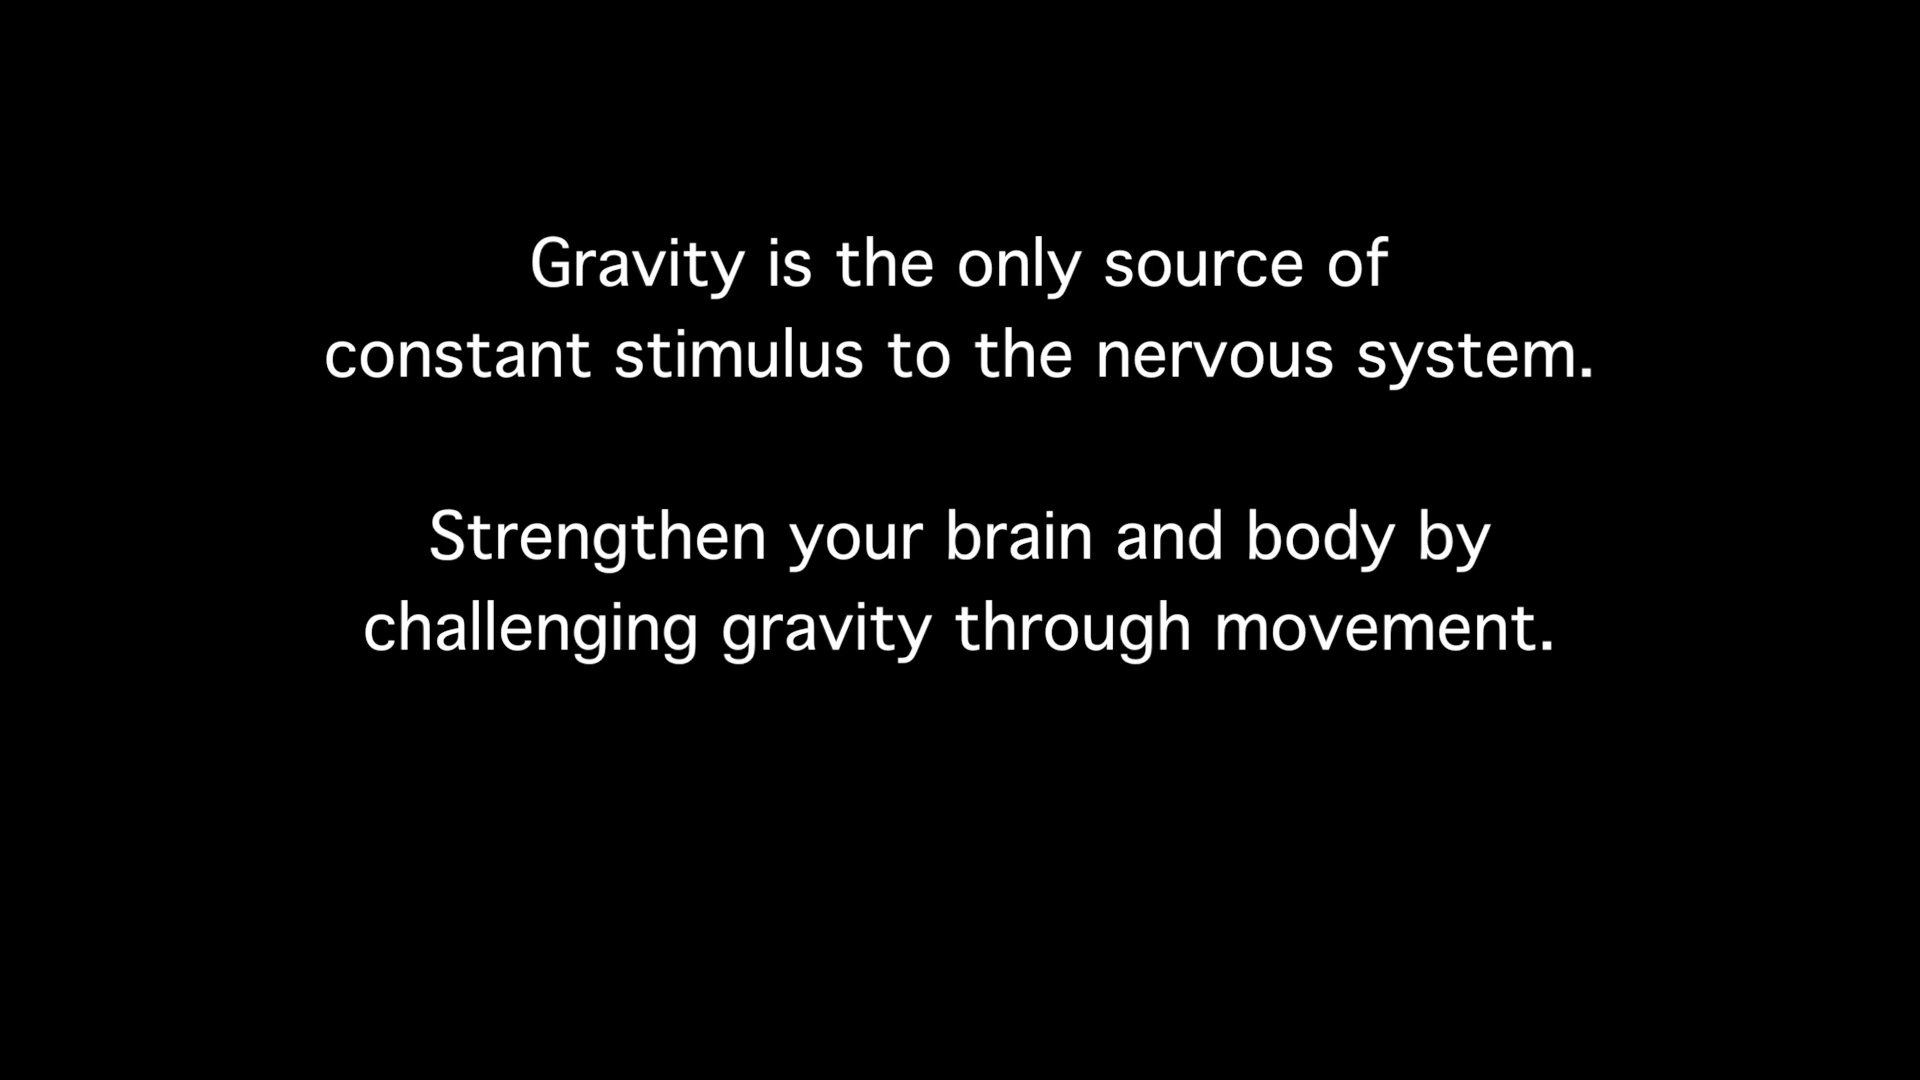 Gravity is the only source of
constant stimulus to the nervous system.
Strengthen your brain and body by
challenging gravity through movement.